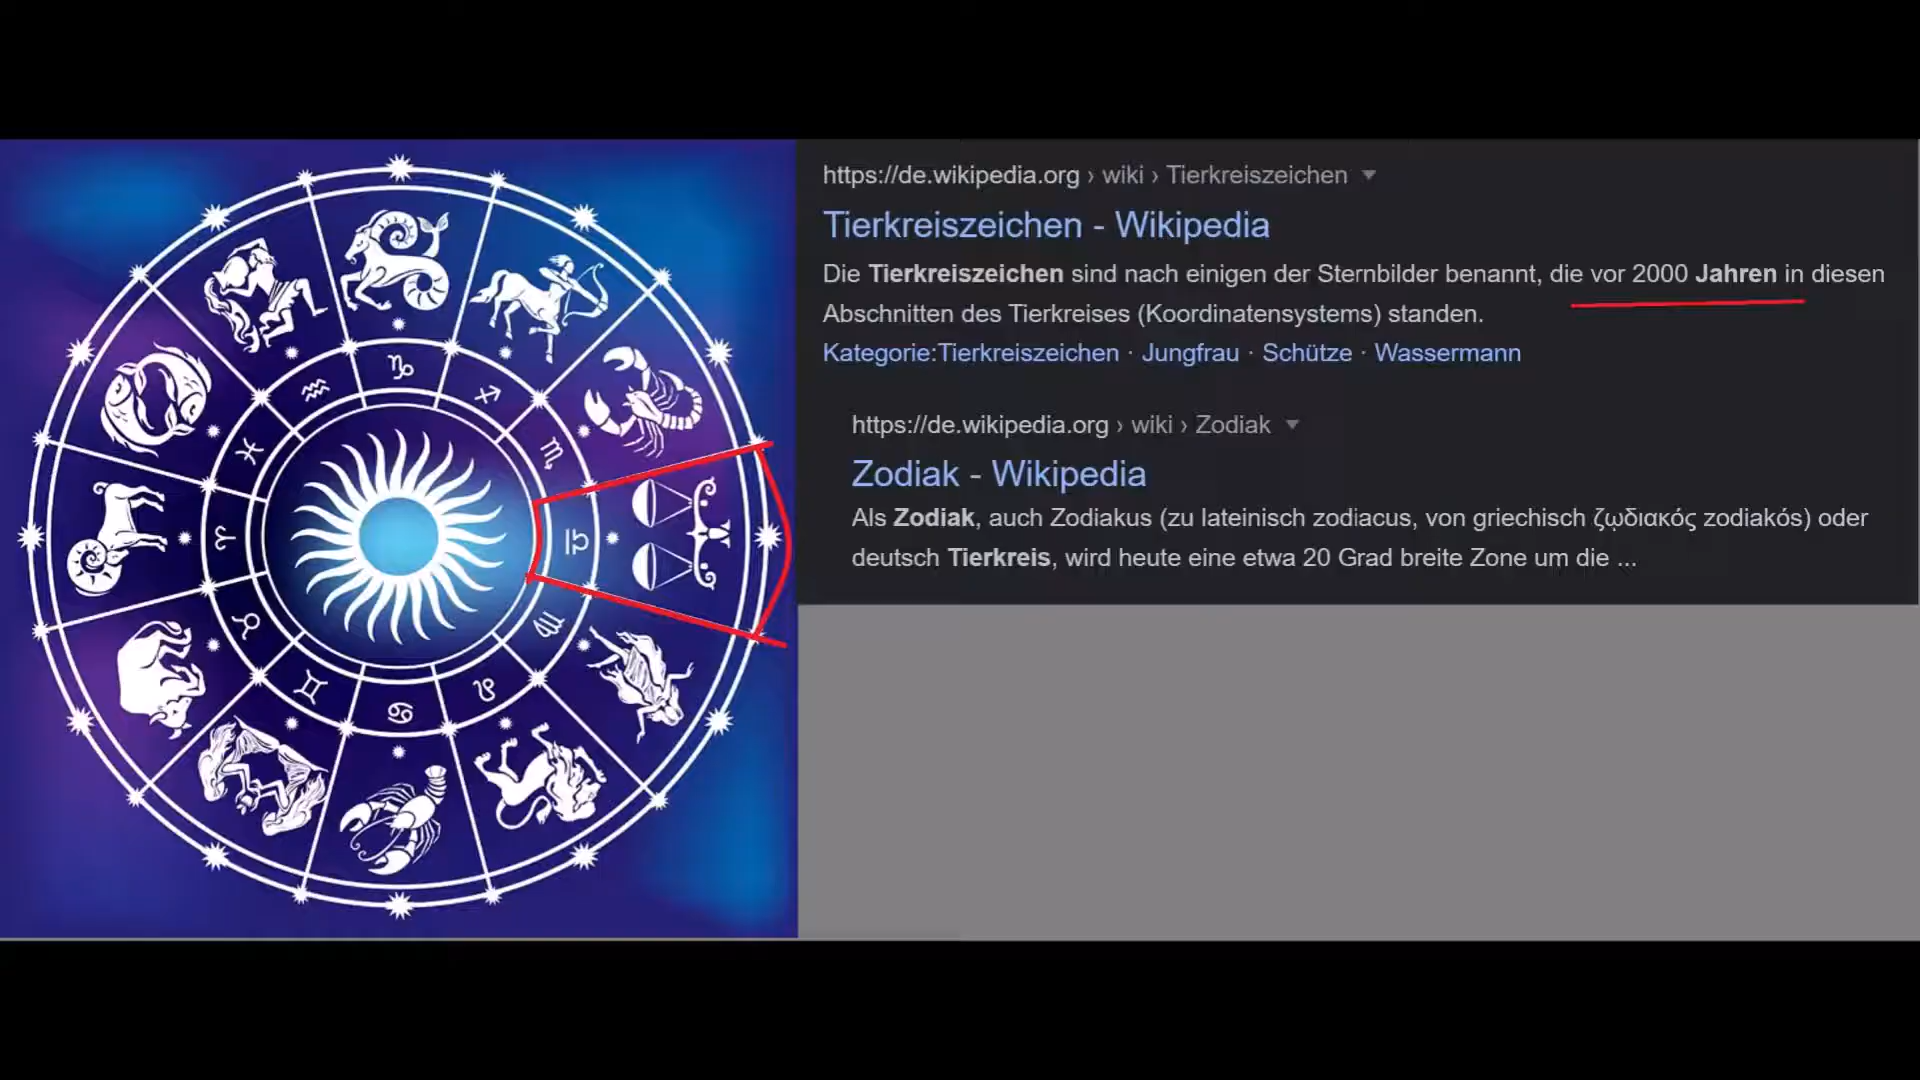 https://de.wikipedia.org › wiki › Tierkreiszeichen
Tierkreiszeichen - Wikipedia
Die Tierkreiszeichen sind nach einigen der Sternbilder benannt, die vor 2000 Jahren in diesen
Abschnitten des Tierkreises (Koordinatensystems) standen.
Kategorie:Tierkreiszeichen · Jungfrau · Schütze · Wassermann
https://de.wikipedia.org › wiki › Zodiak
Zodiak - Wikipedia
Als Zodiak, auch Zodiakus (zu lateinisch zodiacus, von griechisch ζῳδιακός zodiakós) oder
deutsch Tierkreis, wird heute eine etwa 20 Grad breite Zone um die ...